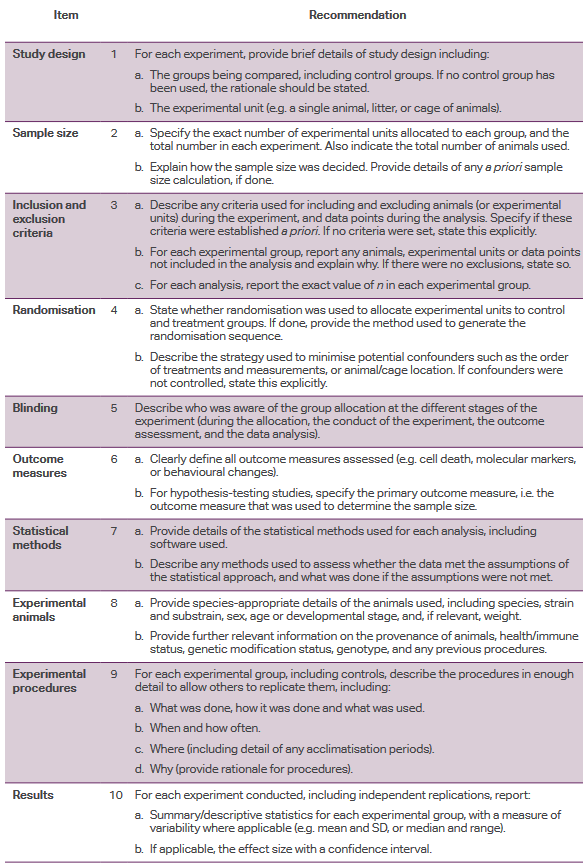 Item Recommendation
Study design 1 For each experiment, provide brief details of study design including:
a. The groups being compared, including control groups. If no control group has
been used, the rationale should be stated.
b. The experimental unit (e.g. a single animal, litter, or cage of animals).
Sample size 2 a. Specify the exact number of experimental units allocated to each group, and the
total number in each experiment. Also indicate the total number of animals used.
b. Explain how the sample size was decided. Provide details of any a priori sample
size calculation, if done.
Inclusion and 3 a. Describe any criteria used for including and excluding animals (or experimental
exclusion units) during the experiment, and data points during the analysis. Specify if these
criteria criteria were established a priori. If no criteria were set, state this explicitly.
b. For each experimental group, report any animals, experimental units or data points
not included in the analysis and explain why. If there were no exclusions, state so.
c. For each analysis, report the exact value of n in each experimental group.
Randomisation 4 a. State whether randomisation was used to allocate experimental units to control
and treatment groups. If done, provide the method used to generate the
randomisation sequence.
b. Describe the strategy used to minimise potential confounders such as the order
of treatments and measurements, or animal/cage location. If confounders were
not controlled, state this explicitly.
Blinding 5 Describe who was aware of the group allocation at the different stages of the
experiment (during the allocation, the conduct of the experiment, the outcome
assessment, and the data analysis).
Outcome 6 a. Clearly define all outcome measures assessed (e.g. cell death, molecular markers,
measures or behavioural changes).
b. For hypothesis-testing studies, specify the primary outcome measure, i.e. the
outcome measure that was used to determine the sample size.
Statistical 7 a. Provide details of the statistical methods used for each analysis, including
methods software used.
b. Describe any methods used to assess whether the data met the assumptions of
the statistical approach, and what was done if the assumptions were not met.
Experimental 8 a. Provide species-appropriate details of the animals used, including species, strain
animals and substrain, sex, age or developmental stage, and, if relevant, weight.
b. Provide further relevant information on the provenance of animals, health/immune
status, genetic modification status, genotype, and any previous procedures.
Experimental 9 For each experimental group, including controls, describe the procedures in enough
procedures detail to allow others to replicate them, including:
a. What was done, how it was done and what was used.
b. When and how often.
c. Where (including detail of any acclimatisation periods).
d. Why (provide rationale for procedures).
Results 10 For each experiment conducted, including independent replications, report:
a. Summary/descriptive statistics for each experimental group, with a measure of
variability where applicable (e.g. mean and SD, or median and range).
b. If applicable, the effect size with a confidence interval.